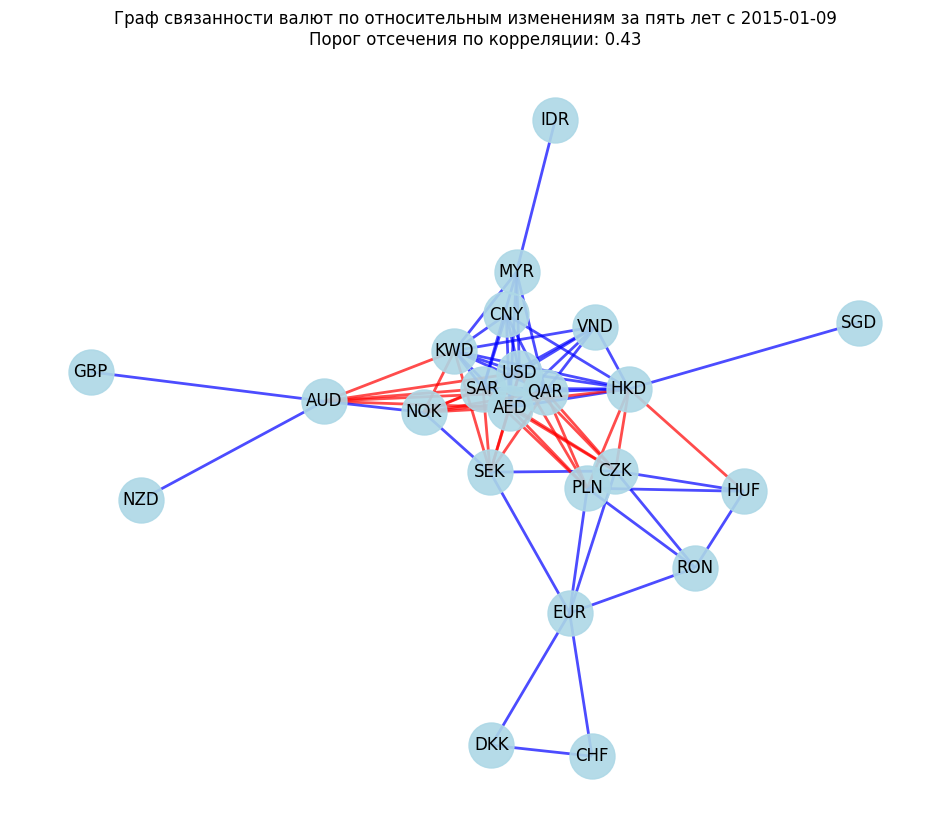 Граф связанности валют по относительным изменениям за пять лет с 2015-01-09
Порог отсечения по корреляции: 0.43
IDR
MYR
CNY
VND
SGD
KWD
GBP
USD
SAR
QAR
HKD
AUD
AED
NOK
SEK
CZK
PLN
HUF
NZD
RON
EUR
DKK
CHF